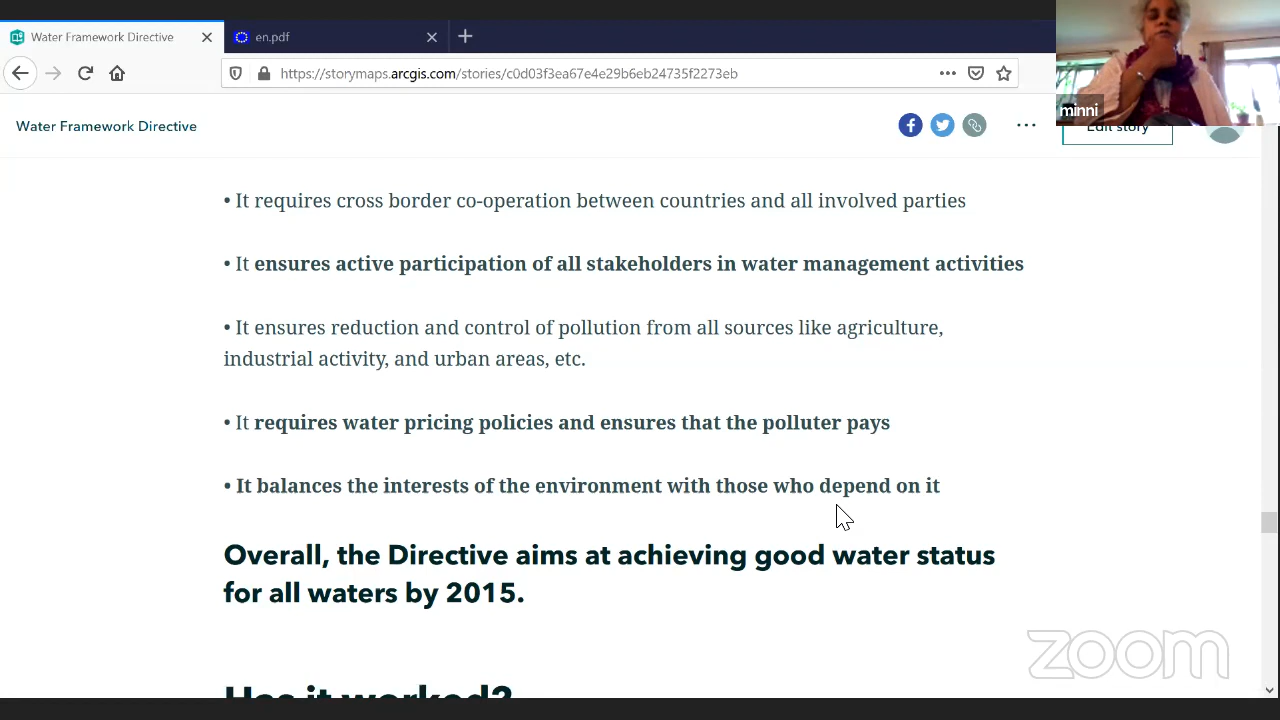 Water Framework Directive
en.pdf
https://storymaps.arcgis.com/stories/c0d03f3ea67e4e29b6eb24735f2273eb
minni
Water Framework Directive
Edit story
• It requires cross border co-operation between countries and all involved parties
• It ensures active participation of all stakeholders in water management activities
• It ensures reduction and control of pollution from all sources like agriculture,
industrial activity, and urban areas, etc.
• It requires water pricing policies and ensures that the polluter pays
• It balances the interests of the environment with those who depend on it
Overall, the Directive aims at achieving good water status
for all waters by 2015.
zoom
Has it worked?